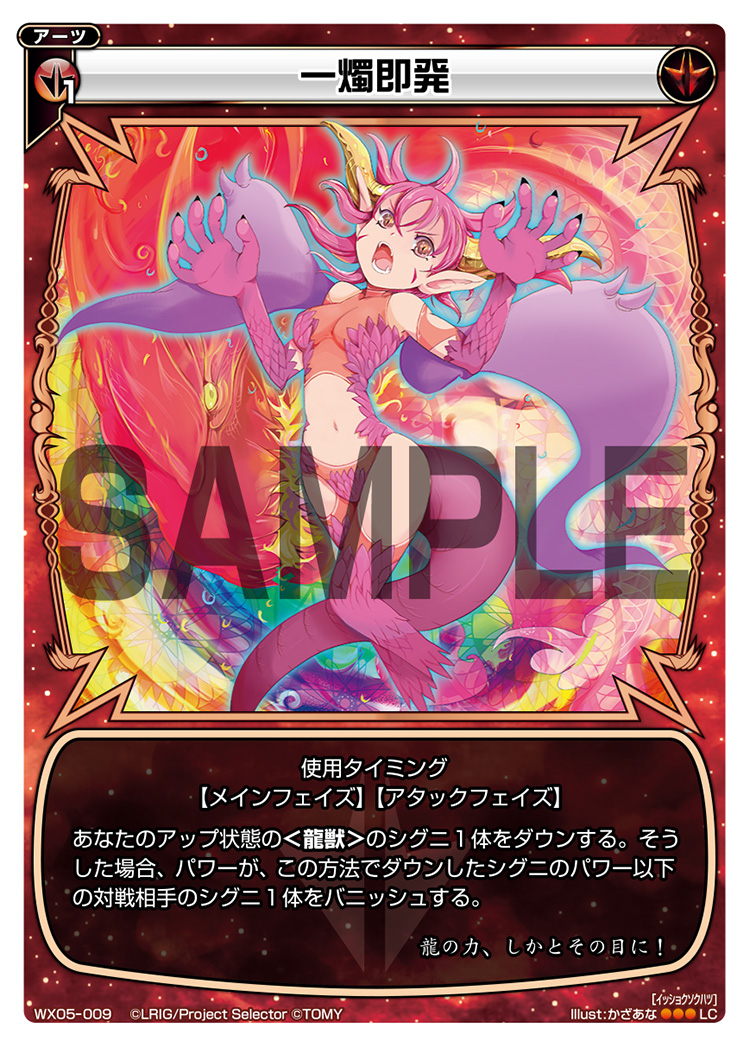 アーツ
1
一燭即発
SAMPLE
使用タイミング
【メインフェイズ】【アタックフェイズ】
あなたのアップ状態の<龍獣>のシグニ1体をダウンする。そう
した場合、パワーが、この方法でダウンしたシグニのパワー以下
の対戦相手のシグニ1体をバニッシュする。
龍の力、しかとその目に!
[イッショクソクハツ]
WX05-009 ©LRIG/Project Selector ©TOMY Illust:かざあな LC